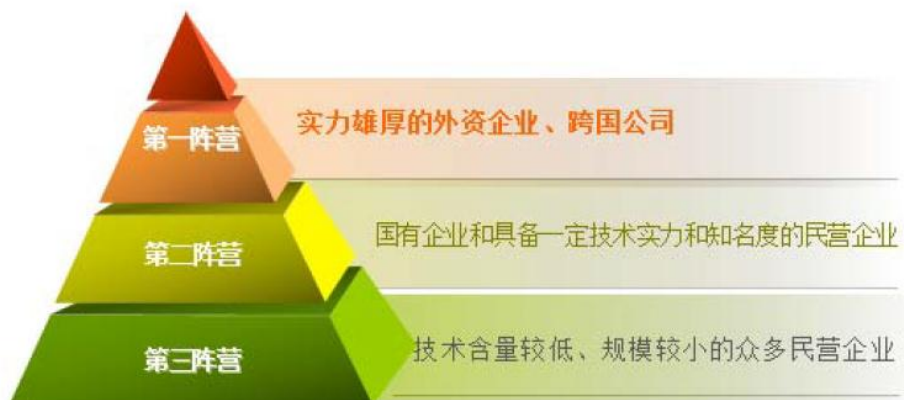 第一阵营
实力雄厚的外资企业、跨国公司
第二阵营
国有企业和具备一定技术实力和知名度的民营企业
第三阵营
技术含量较低、规模较小的众多民营企业